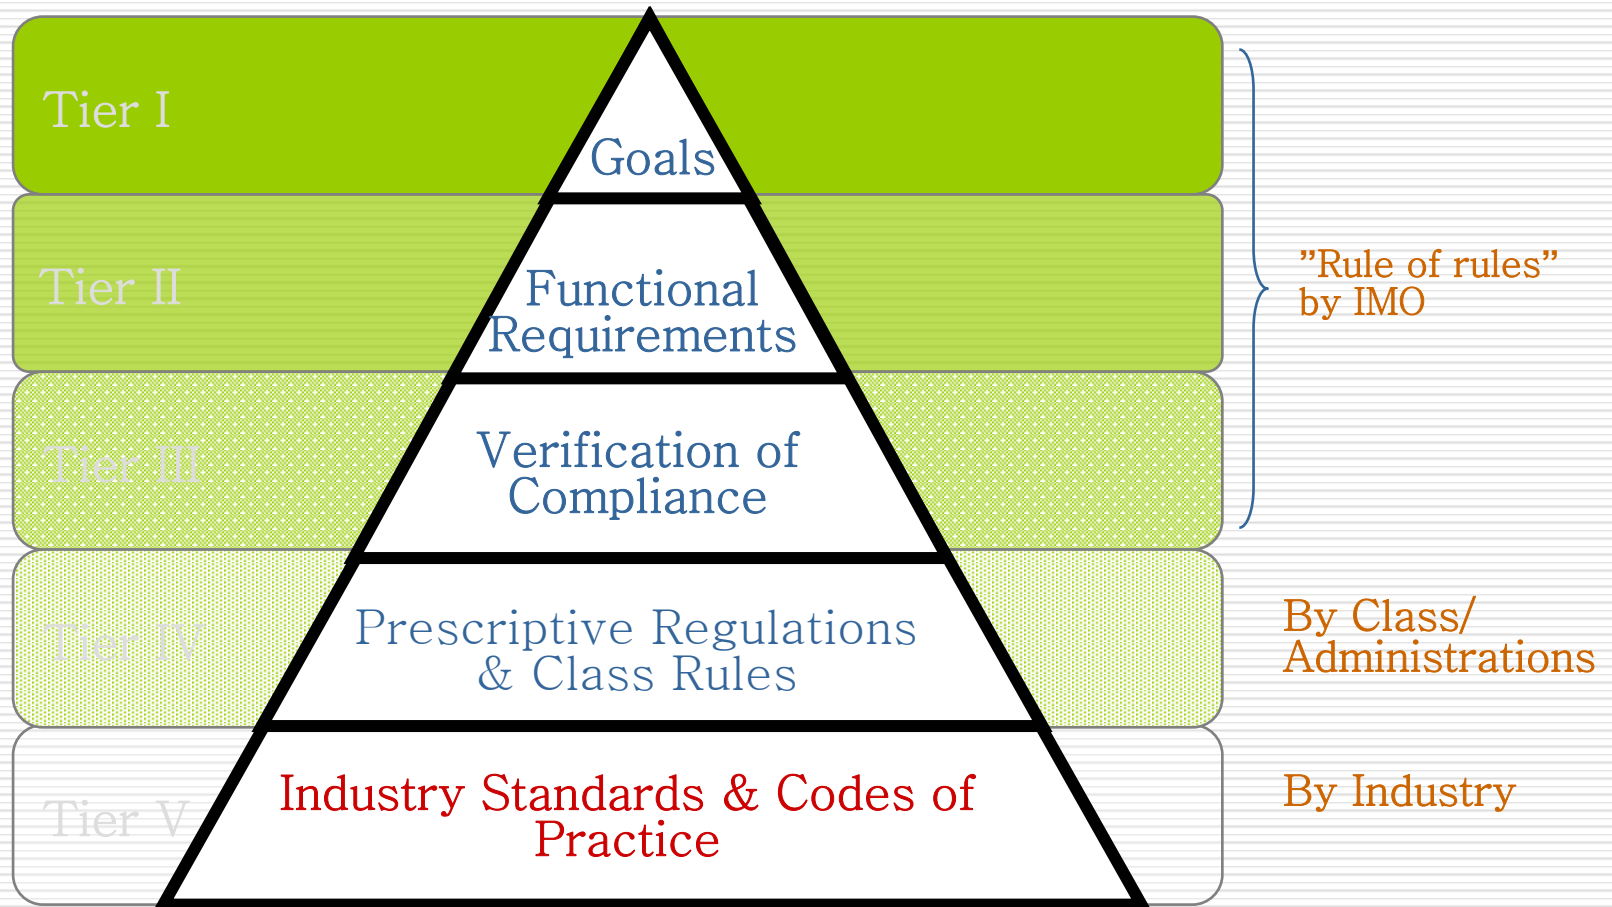 Tier I
Goals
Tier II
Functional
Requirements
”Rule of rules”
by IMO
Tier III
Verification of
Compliance
Tier IV
Prescriptive Regulations
& Class Rules
By Class/
Administrations
Tier V
Industry Standards & Codes of
Practice
By Industry